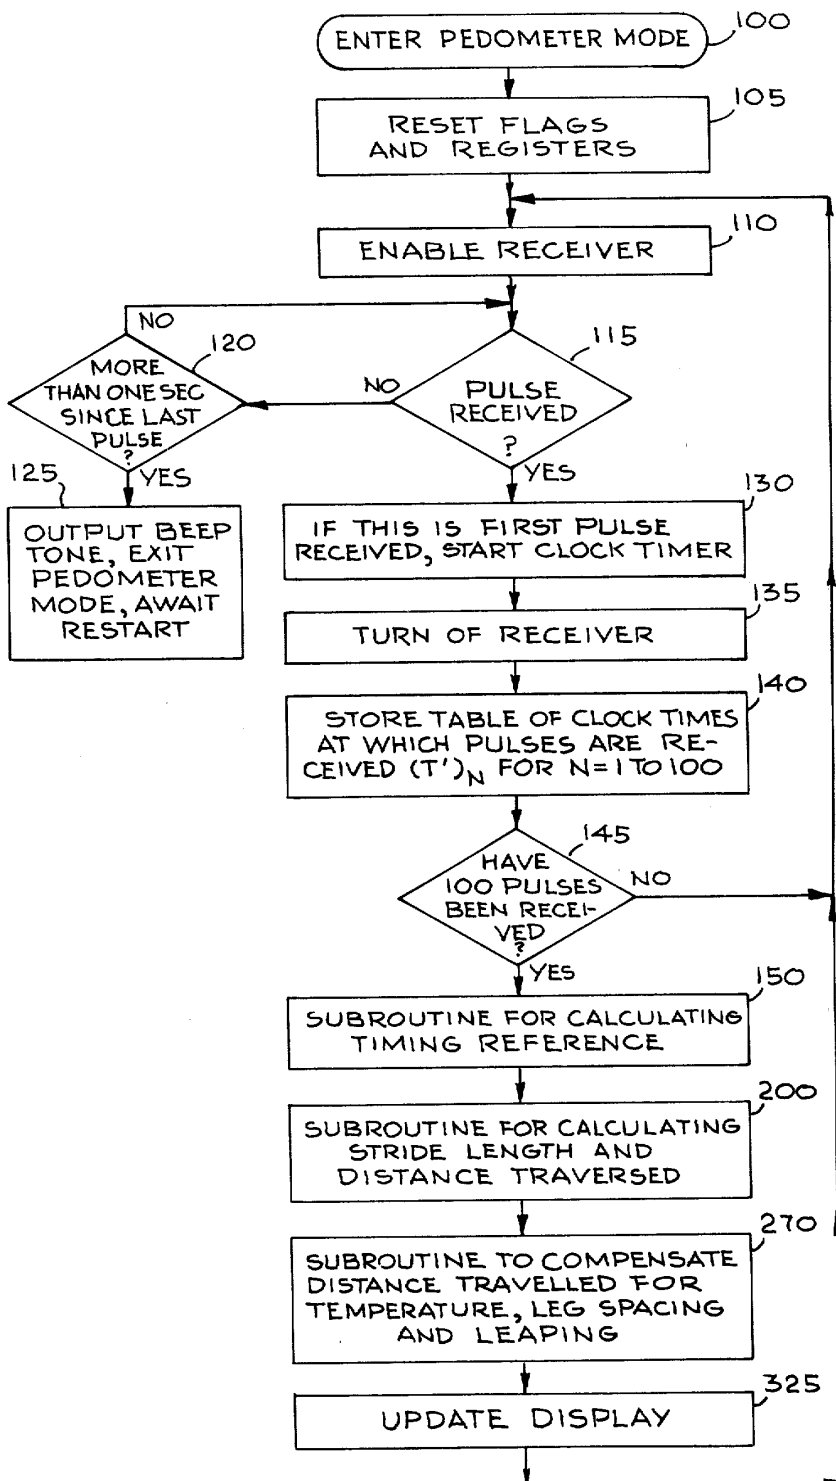 ENTER PEDOMETER MODE
100
105
RESET FLAGS
AND REGISTERS
110
ENABLE RECEIVER
NO
120
115
MORE
THAN ONE SEC
SINCE LAST
PULSE
?
NO
PULSE
RECEIVED
?
125
YES
YES
OUTPUT BEEP
TONE, EXIT
PEDOMETER
MODE, AWAIT
RESTART
130
IF THIS IS FIRST PULSE
RECEIVED, START CLOCK TIMER
135
TURN OF RECEIVER
140
STORE TABLE OF CLOCK TIMES
AT WHICH PULSES ARE RE-
CEIVED (T')N FOR N=1 TO 100
145
HAVE
100 PULSES
BEEN RECEI-
VED
?
NO
YES
150
SUBROUTINE FOR CALCULATING
TIMING REFERENCE
200
SUBROUTINE FOR CALCULATING
STRIDE LENGTH AND
DISTANCE TRAVERSED
270
SUBROUTINE TO COMPENSATE
DISTANCE TRAVELLED FOR
TEMPERATURE, LEG SPACING
AND LEAPING
325
UPDATE DISPLAY